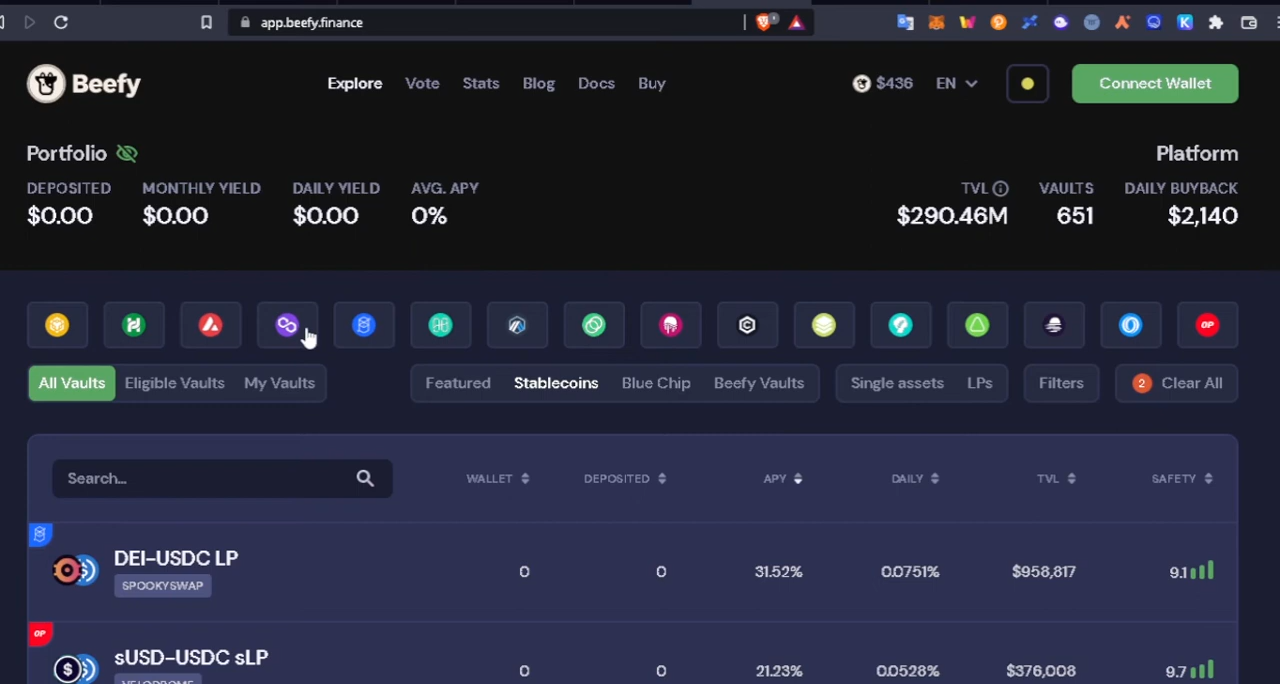 app.beefy.finance
Beefy
Explore Vote Stats Blog Docs Buy $436 EN Connect Wallet
Portfolio Platform
DEPOSITED MONTHLY YIELD DAILY YIELD AVG. APY TVL VAULTS DAILY BUYBACK
$0.00 $0.00 $0.00 0% $290.46M 651 $2,140
OP
All Vaults Eligible Vaults My Vaults Featured Stablecoins Blue Chip Beefy Vaults Single assets LPs Filters 2 Clear All
Search... WALLET DEPOSITED APY DAILY TVL SAFETY
DEI-USDC LP
SPOOKYSWAP
0 0 31.52% 0.0751% $958,817 9.1
OP
sUSD-USDC sLP
VELODROME
0 0 21.23% 0.0528% $376,008 9.7